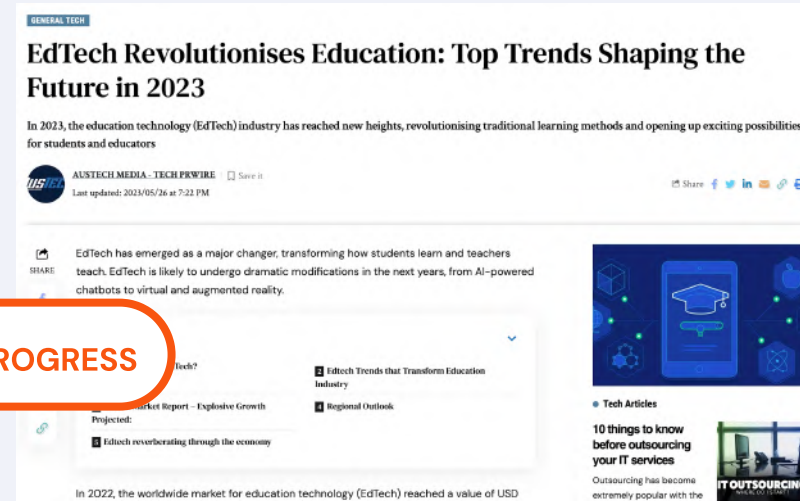 GENERAL TECH
EdTech Revolutionises Education: Top Trends Shaping the
Future in 2023
In 2023, the education technology (EdTech) industry has reached new heights, revolutionising traditional learning methods and opening up exciting possibilities
for students and educators
AUSTECH MEDIA - TECH PRWIRE Save it
Last updated: 2023/05/26 at 7:22 PM
Share
SHARE
EdTech has emerged as a major changer, transforming how students learn and teachers
teach. EdTech is likely to undergo dramatic modifications in the next years, from AI-powered
chatbots to virtual and augmented reality.
ROGRESS
Tech?
2 Edtech Trends that Transform Education
Industry
Market Report – Explosive Growth
Projected:
4 Regional Outlook
5 Edtech reverberating through the economy
In 2022, the worldwide market for education technology (EdTech) reached a value of USD
Tech Articles
10 things to know
before outsourcing
your IT services
Outsourcing has become
extremely popular with the
IT OUTSOURCING
WHERE DO I START?